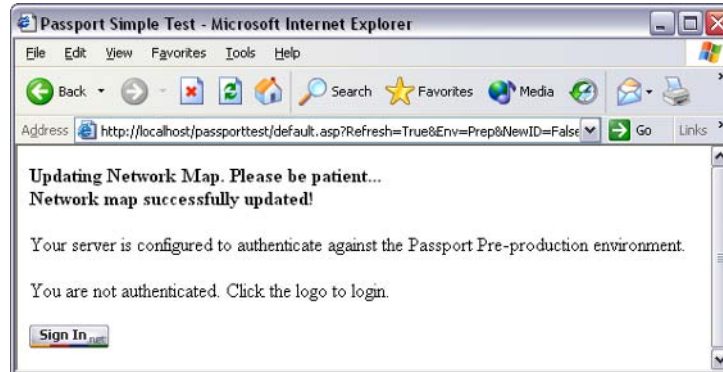 Passport Simple Test - Microsoft Internet Explorer
File Edit View Favorites Tools Help
Back Search Favorites Media
Address http://localhost/passporttest/default.asp?Refresh=True&Env=Prep&NewID=False Go Links
Updating Network Map. Please be patient...
Network map successfully updated!
Your server is configured to authenticate against the Passport Pre-production environment.
You are not authenticated. Click the logo to login.
Sign In .net